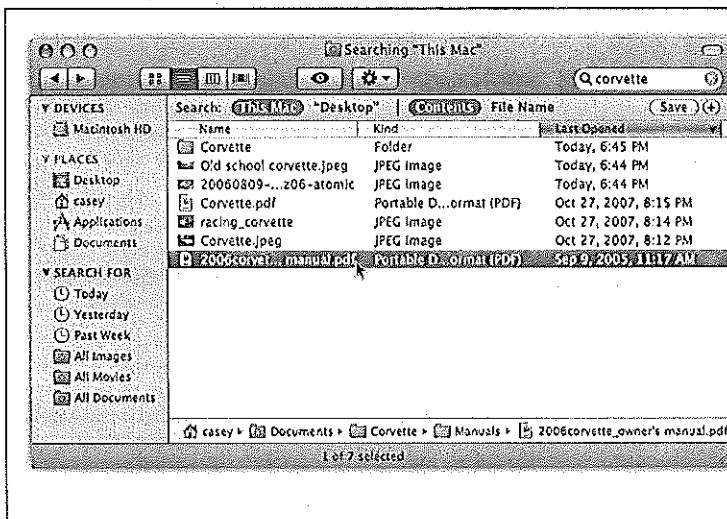 Searching "This Mac"
corvette
Search: This Mac "Desktop" Contents File Name Save
Name Kind Last Opened
Corvette Folder Today, 6:45 PM
Old school corvette.jpeg JPEG Image Today, 6:44 PM
20060809-...z06-atomic JPEG Image Today, 6:44 PM
Corvette.pdf Portable D...ormat (PDF) Oct 27, 2007, 8:15 PM
racing_corvette JPEG Image Oct 27, 2007, 8:14 PM
Corvette.jpeg JPEG Image Oct 27, 2007, 8:12 PM
2006corvet... manual.pdf Portable D...ormat (PDF) Sep 9, 2005, 11:17 AM
DEVICES
Macintosh HD
PLACES
Desktop
casey
Applications
Documents
SEARCH FOR
Today
Yesterday
Past Week
All Images
All Movies
All Documents
casey Documents Corvette Manuals 2006corvette_owner's manual.pdf
1 of 7 selected